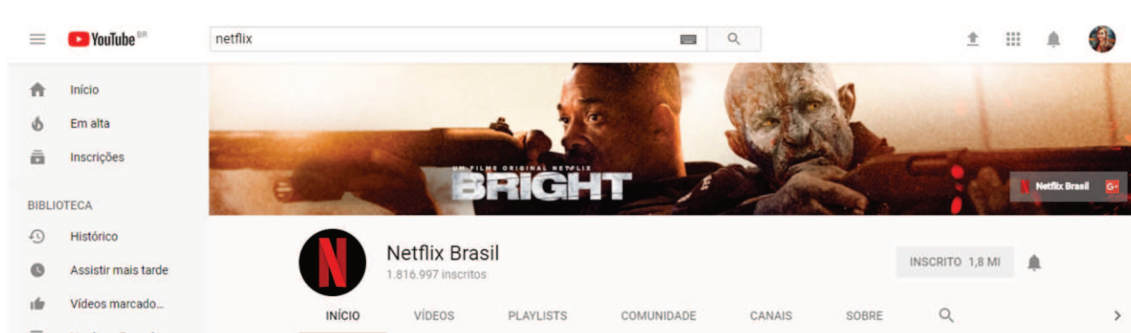 YouTube BR
netflix
Início
Em alta
Inscrições
BIBLIOTECA
Histórico
Assistir mais tarde
Vídeos marcado...
UM FILME ORIGINAL NETFLIX
BRIGHT
N Netflix Brasil G+
N
Netflix Brasil
1.816.997 inscritos
INSCRITO 1,8 MI
INÍCIO VÍDEOS PLAYLISTS COMUNIDADE CANAIS SOBRE